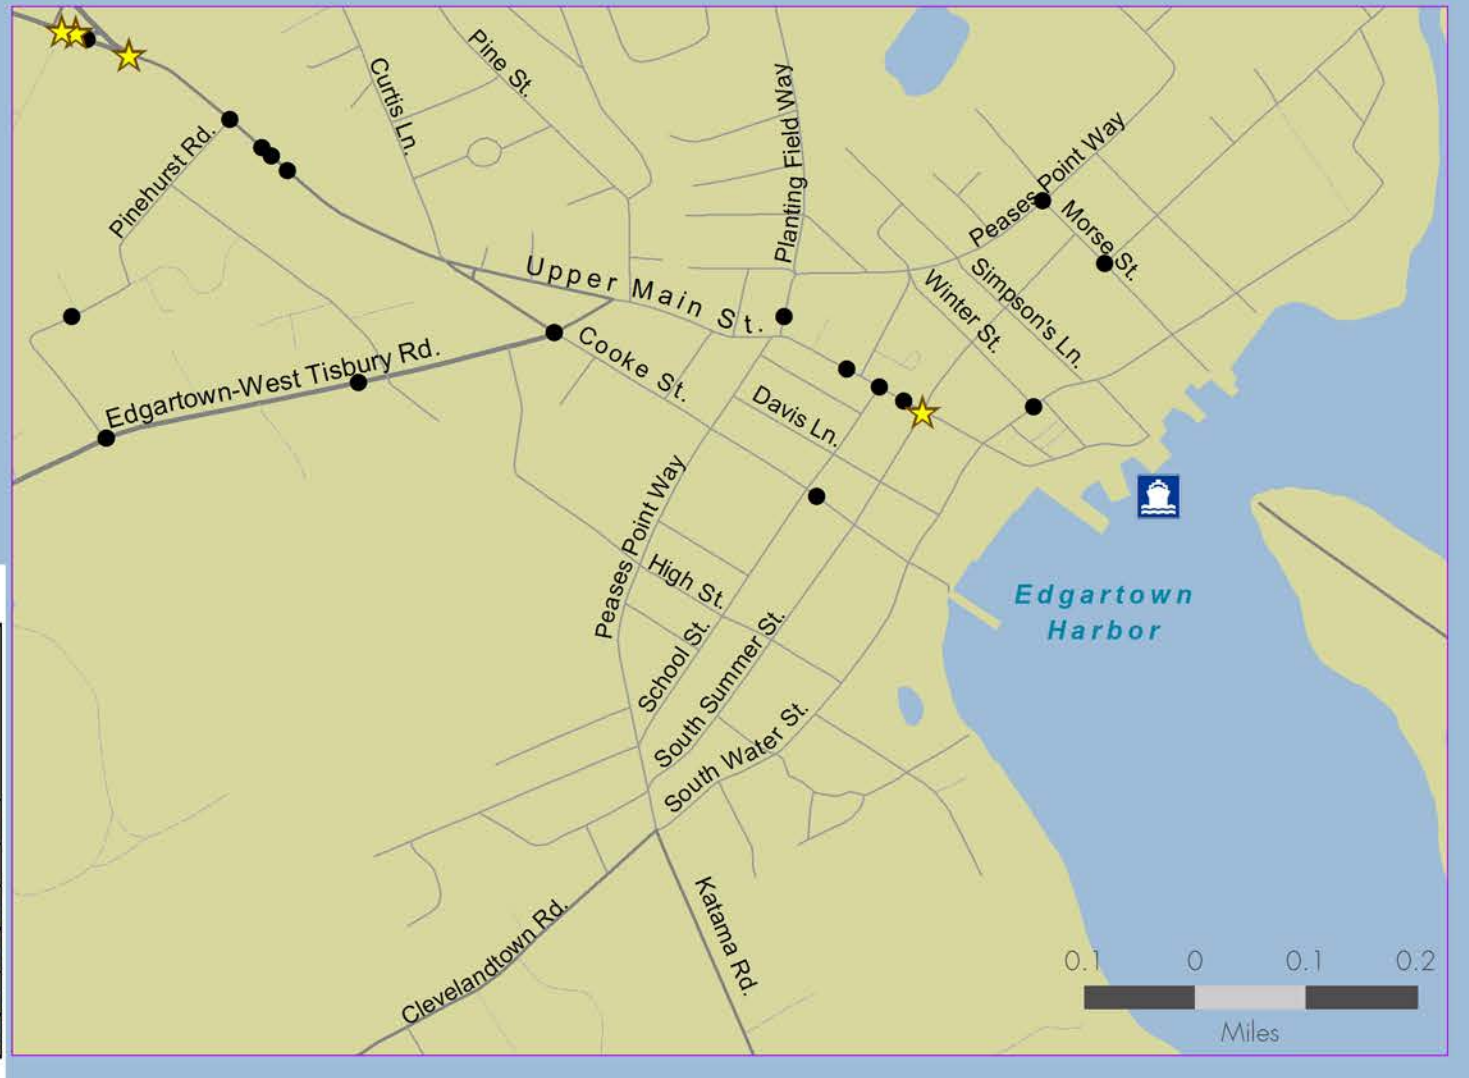 Pine St.
Curtis Ln.
Planting Field Way
Pinehurst Rd.
Peases Point Way
Morse St.
Upper Main St.
Simpson's Ln.
Winter St.
Cooke St.
Edgartown-West Tisbury Rd.
Davis Ln.
Peases Point Way
High St.
Edgartown
Harbor
School St.
South Summer St.
South Water St.
Katama Rd.
Clevelandtown Rd.
0.1 0 0.1 0.2
Miles